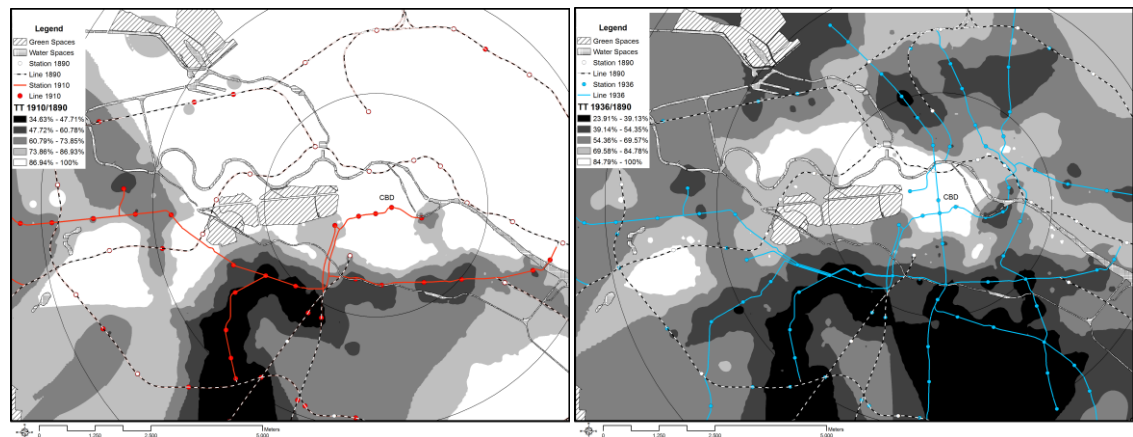 Legend
Green Spaces
Water Spaces
Station 1890
Line 1890
Station 1910
Line 1910
TT 1910/1890
34.63% - 47.71%
47.72% - 60.78%
60.79% - 73.85%
73.86% - 86.93%
86.94% - 100%
CBD
Meters
0 1.250 2.500 5.000
Legend
Green Spaces
Water Spaces
Station 1890
Line 1890
Station 1936
Line 1936
TT 1936/1890
23.91% - 39.13%
39.14% - 54.35%
54.36% - 69.57%
69.58% - 84.78%
84.79% - 100%
CBD
Meters
0 1.250 2.500 5.000